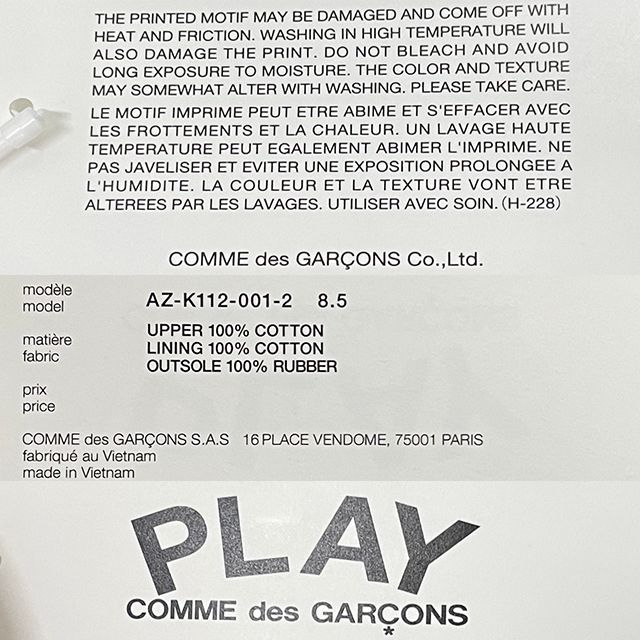 THE PRINTED MOTIF MAY BE DAMAGED AND COME OFF WITH
HEAT AND FRICTION. WASHING IN HIGH TEMPERATURE WILL
ALSO DAMAGE THE PRINT. DO NOT BLEACH AND AVOID
LONG EXPOSURE TO MOISTURE. THE COLOR AND TEXTURE
MAY SOMEWHAT ALTER WITH WASHING. PLEASE TAKE CARE.
LE MOTIF IMPRIME PEUT ETRE ABIME ET S'EFFACER AVEC
LES FROTTEMENTS ET LA CHALEUR. UN LAVAGE HAUTE
TEMPERATURE PEUT EGALEMENT ABIMER L'IMPRIME. NE
PAS JAVELISER ET EVITER UNE EXPOSITION PROLONGEE A
L'HUMIDITE. LA COULEUR ET LA TEXTURE VONT ETRE
ALTEREES PAR LES LAVAGES. UTILISER AVEC SOIN. (H-228)
COMME des GARÇONS Co.,Ltd.
modèle
model AZ-K112-001-2 8.5
matière UPPER 100% COTTON
fabric LINING 100% COTTON
OUTSOLE 100% RUBBER
prix
price
COMME des GARÇONS S.A.S 16 PLACE VENDOME, 75001 PARIS
fabriqué au Vietnam
made in Vietnam
PLAY
COMME des GARÇONS
*